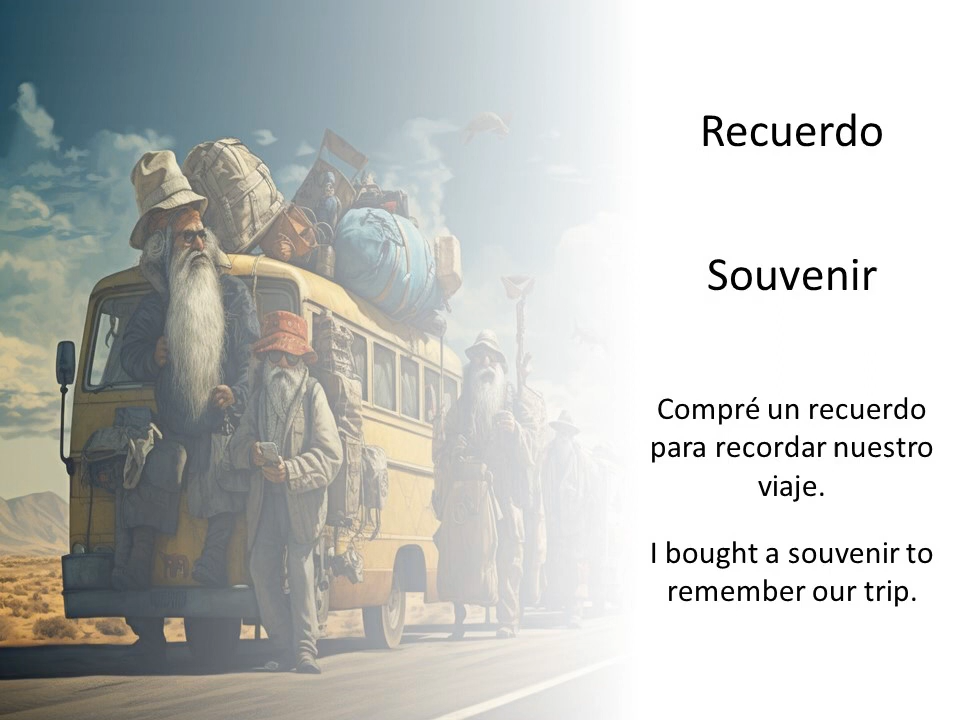 Recuerdo
Souvenir
Compré un recuerdo
para recordar nuestro
viaje.
I bought a souvenir to
remember our trip.